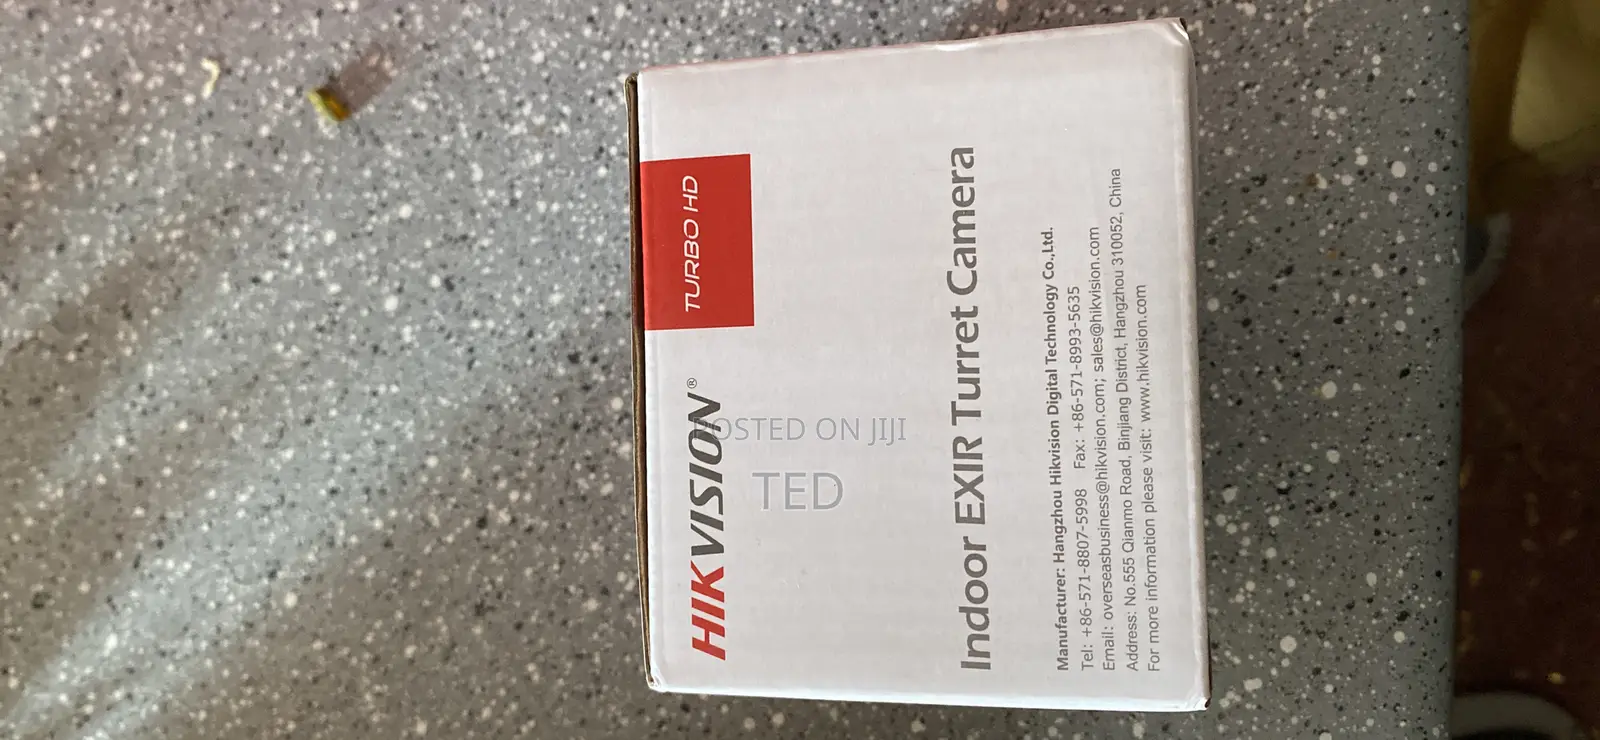 HIKVISION®
TURBO HD
Indoor EXIR Turret Camera
Manufacturer: Hangzhou Hikvision Digital Technology Co.,Ltd.
Tel: +86-571-8807-5998 Fax: +86-571-8993-5635
Email: overseasbusiness@hikvision.com; sales@hikvision.com
Address: No.555 Qianmo Road, Binjiang District, Hangzhou 310052, China
For more information please visit: www.hikvision.com
POSTED ON JIJI
TED